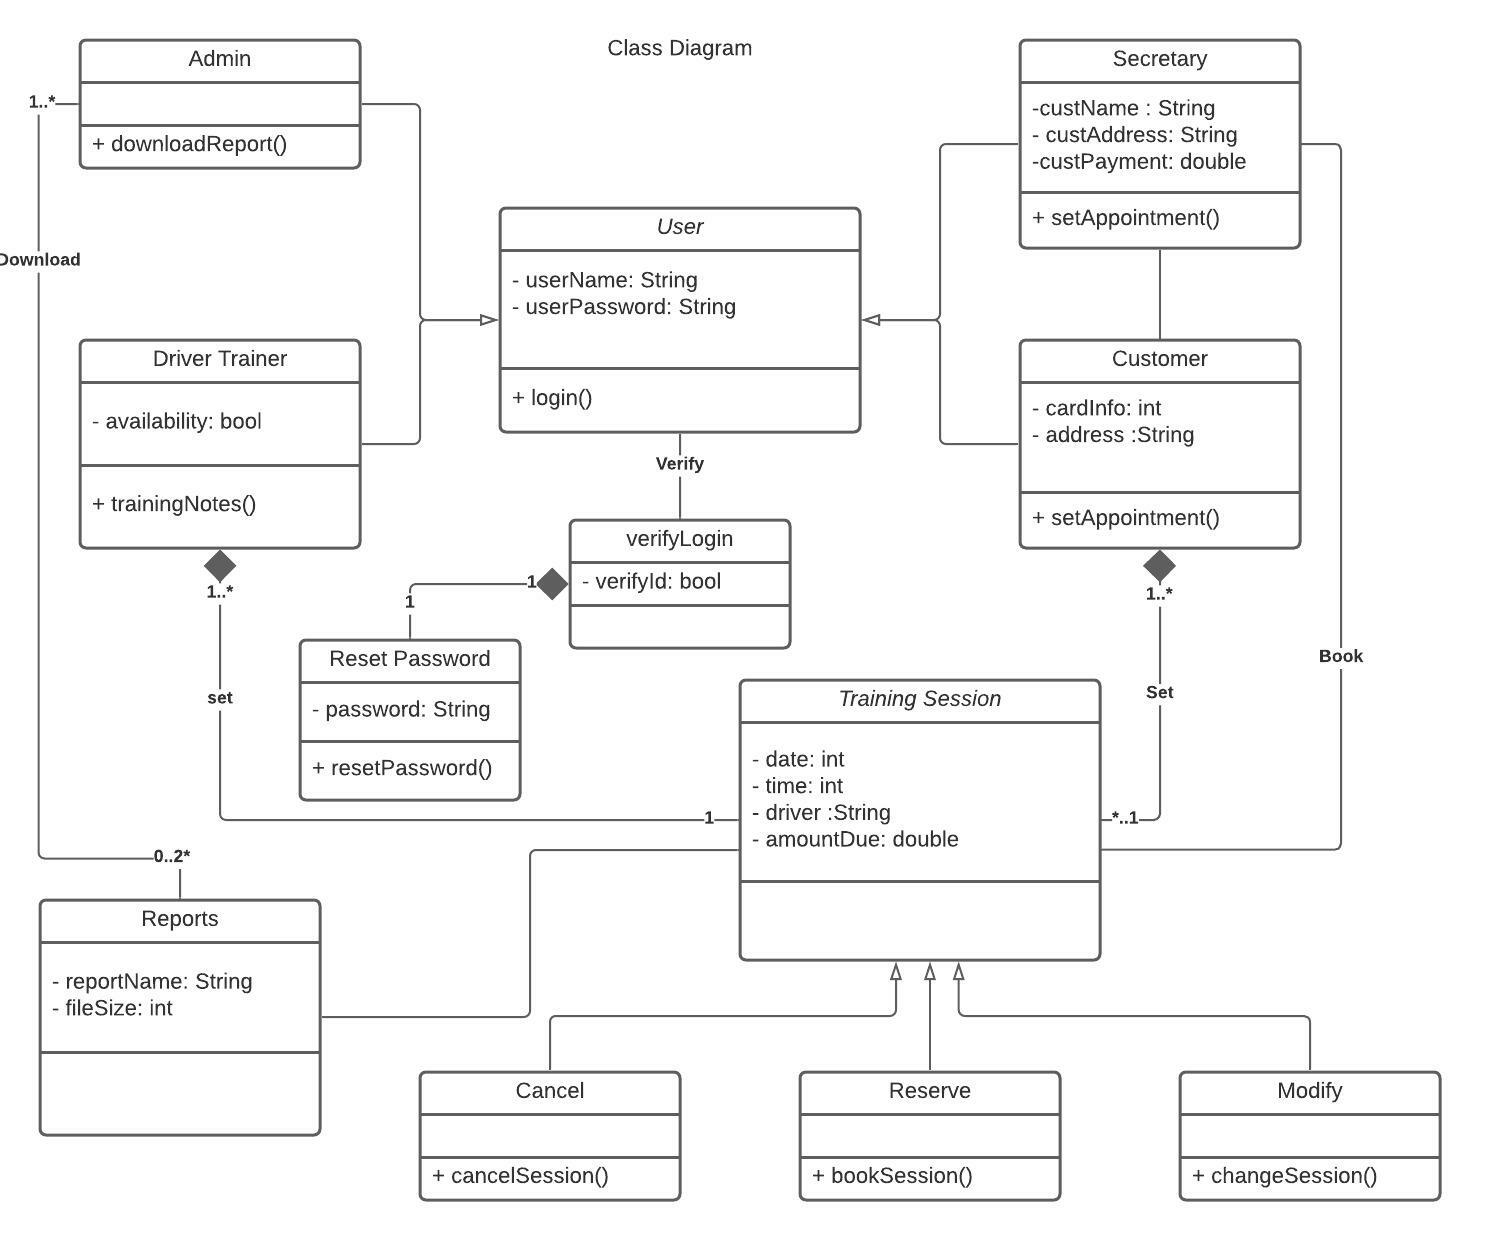 Class Diagram
Admin
+ downloadReport()
1..*
Download
Secretary
-custName : String
- custAddress: String
-custPayment: double
+ setAppointment()
User
- userName: String
- userPassword: String
+ login()
Driver Trainer
- availability: bool
+ trainingNotes()
Customer
- cardInfo: int
- address :String
+ setAppointment()
Verify
verifyLogin
- verifyId: bool
1
1
1..*
set
1
1..*
Set
*..1
Book
Reset Password
- password: String
+ resetPassword()
Training Session
- date: int
- time: int
- driver :String
- amountDue: double
0..2*
Reports
- reportName: String
- fileSize: int
Cancel
+ cancelSession()
Reserve
+ bookSession()
Modify
+ changeSession()